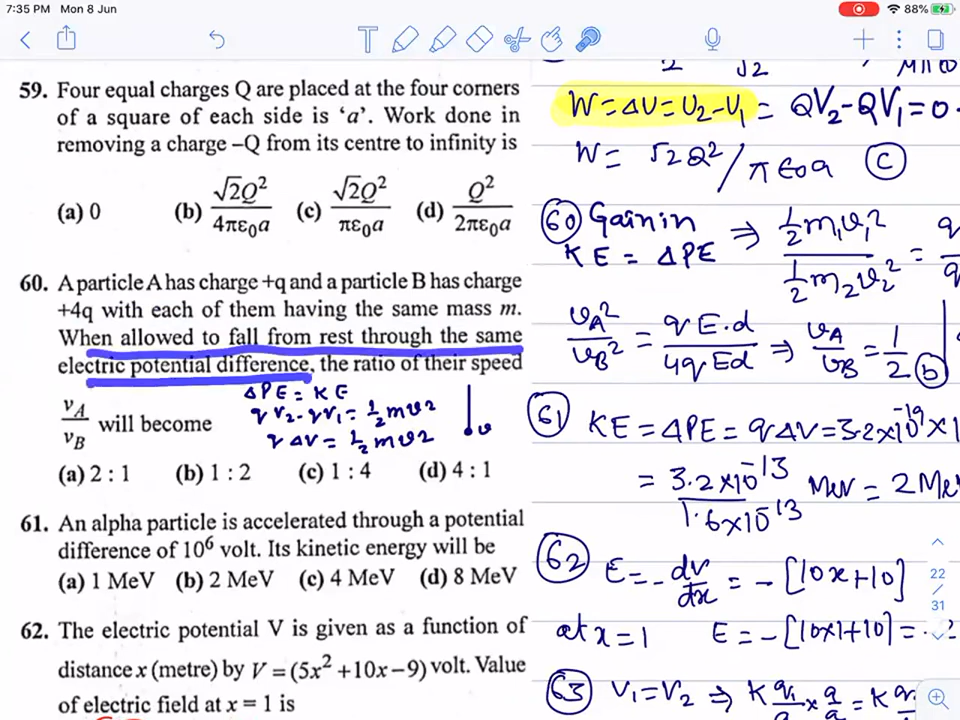 7:35 PM Mon 8 Jun
88%
59. Four equal charges Q are placed at the four corners
of a square of each side is 'a'. Work done in
removing a charge –Q from its centre to infinity is
(a) 0 (b) √2Q²/4πε₀a (c) √2Q²/πε₀a (d) Q²/2πε₀a
60. A particle A has charge +q and a particle B has charge
+4q with each of them having the same mass m.
When allowed to fall from rest through the same
electric potential difference, the ratio of their speed
v_A/v_B will become
ΔPE = KE
qV2 - qV1 = ½mv2
qΔV = ½mv2
v
(a) 2 : 1 (b) 1 : 2 (c) 1 : 4 (d) 4 : 1
61. An alpha particle is accelerated through a potential
difference of 10⁶ volt. Its kinetic energy will be
(a) 1 MeV (b) 2 MeV (c) 4 MeV (d) 8 MeV
62. The electric potential V is given as a function of
distance x (metre) by V = (5x² + 10x – 9) volt. Value
of electric field at x = 1 is
W = ΔU = U2 - U1 = QV2 - QV1 = 0
W = √2Q²/πε₀a (c)
60 Gain in
KE = ΔPE ⇒ ½m₁v₁²/½m₂v₂² =
v_A²/v_B² = qE.d/4qEd ⇒ v_A/v_B = 1/2 (b)
61 KE = ΔPE = qΔV = 3.2×10⁻¹⁹×1
= 3.2×10⁻¹³/1.6×10⁻¹³ MeV = 2 MeV
62 E = -dv/dx = -[10x+10]
at x=1 E = -[10×1+10] =
63 V1 = V2 ⇒
22
/
31